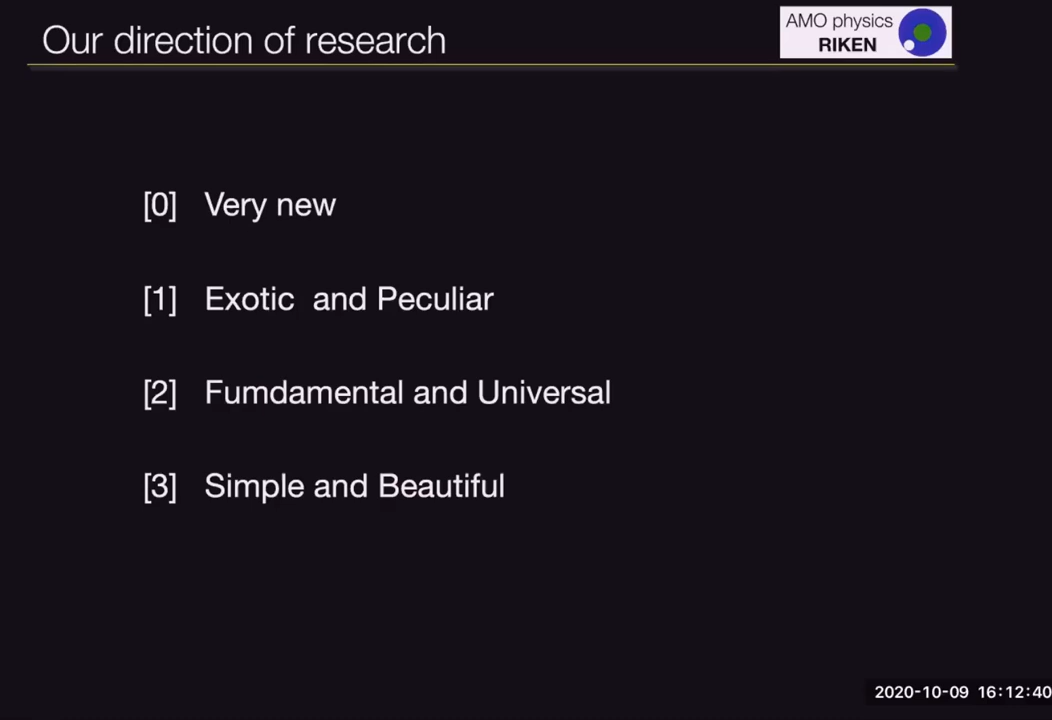 Our direction of research
AMO physics
RIKEN
[0] Very new
[1] Exotic and Peculiar
[2] Fumdamental and Universal
[3] Simple and Beautiful
2020-10-09 16:12:40